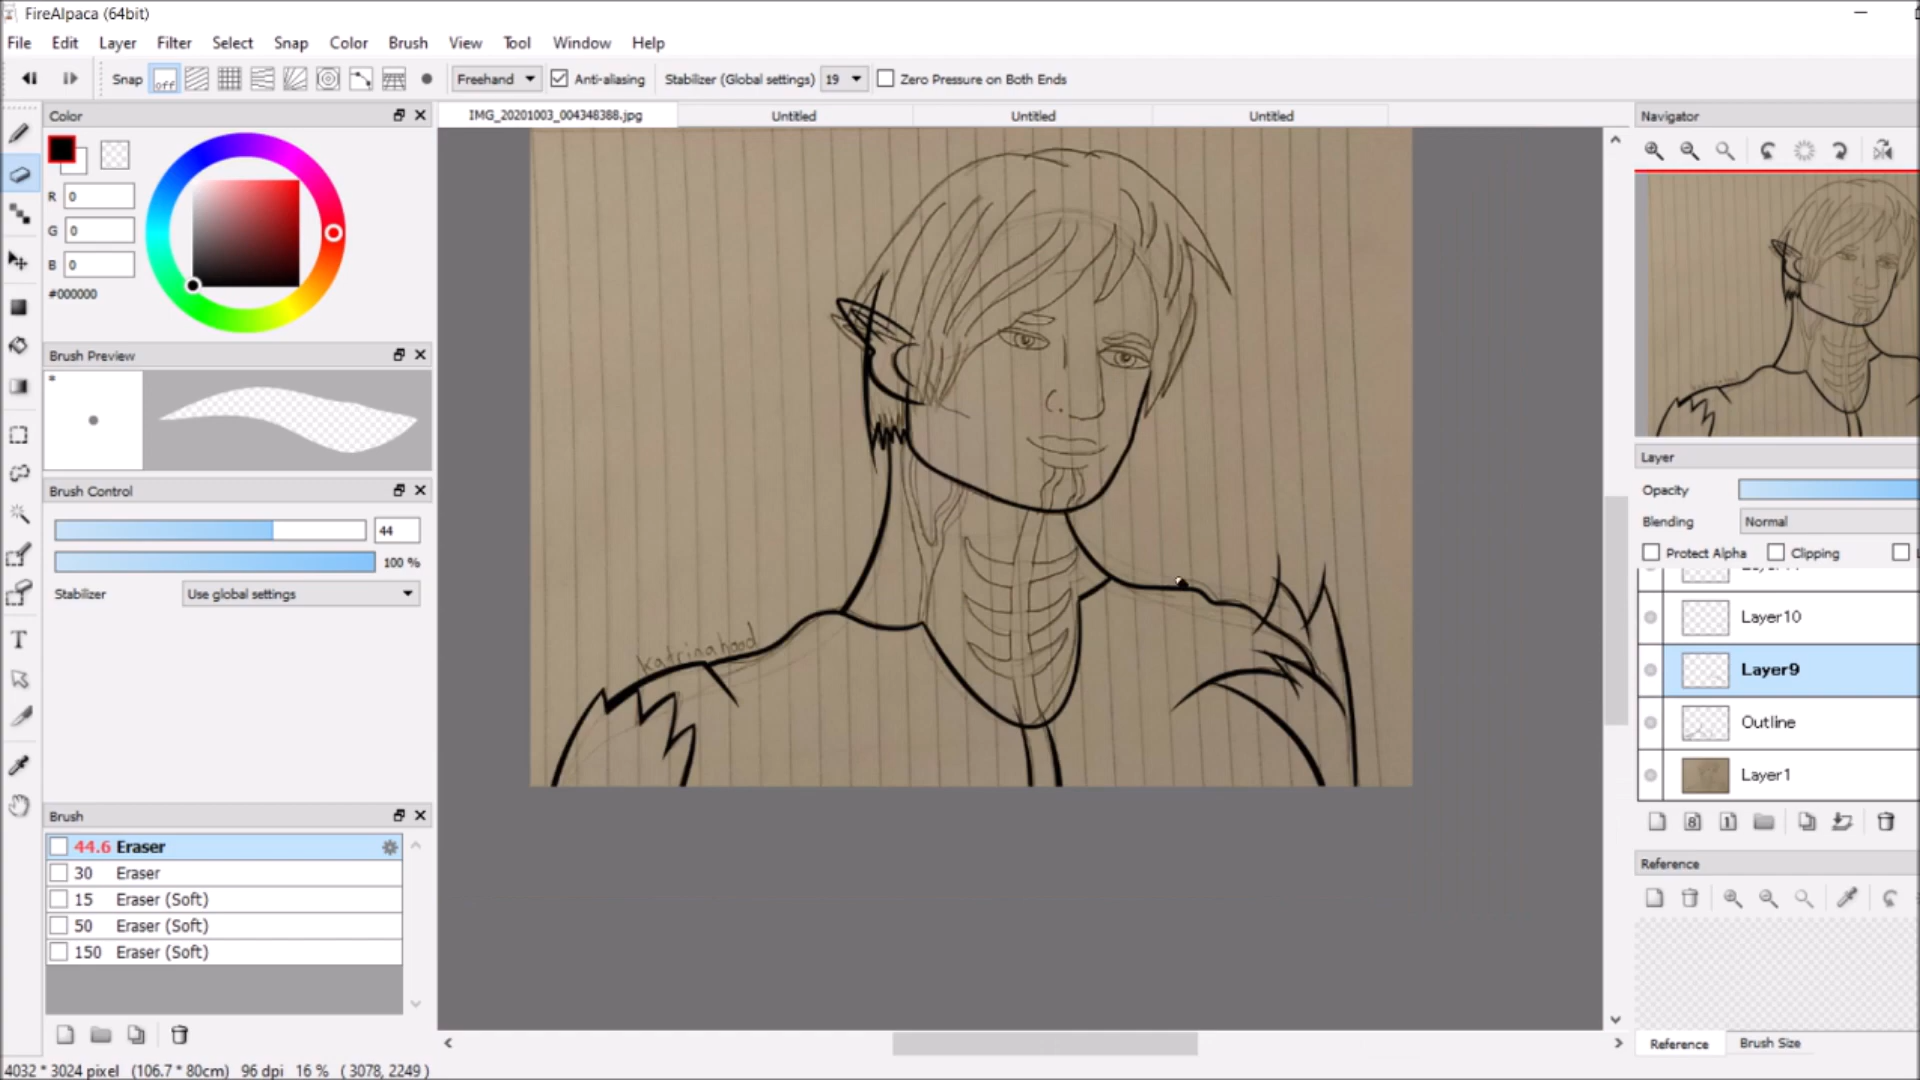 FireAlpaca (64bit)
File Edit Layer Filter Select Snap Color Brush View Tool Window Help
Snap off Freehand Anti-aliasing Stabilizer (Global settings) 19 Zero Pressure on Both Ends
Color
R 0
G 0
B 0
#000000
Brush Preview
*
Brush Control
44
100 %
Stabilizer Use global settings
Brush
44.6 Eraser
30 Eraser
15 Eraser (Soft)
50 Eraser (Soft)
150 Eraser (Soft)
T
IMG_20201003_004348388.jpg Untitled Untitled Untitled
katrinahood
Navigator
Layer
Opacity
Blending Normal
Protect Alpha Clipping
8 1
Layer10
Layer9
Outline
Layer1
Reference
Reference Brush Size
4032 * 3024 pixel (106.7 * 80cm) 96 dpi 16 % ( 3078, 2249 )